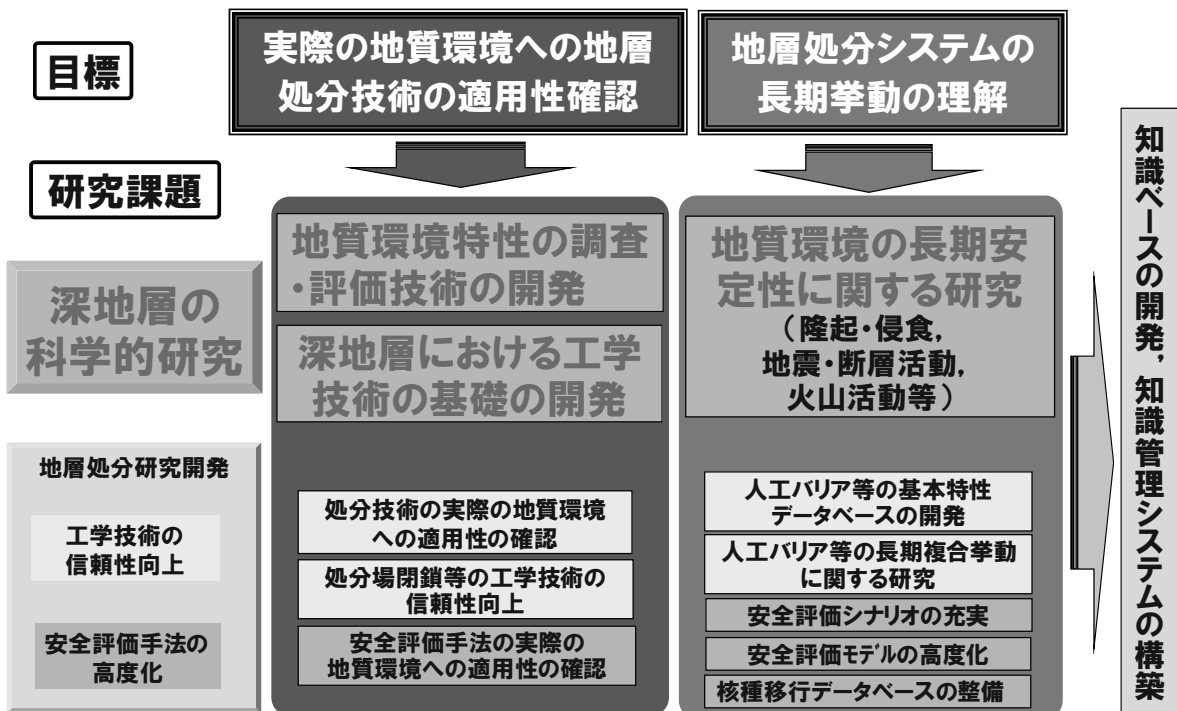 目標
実際の地質環境への地層
処分技術の適用性確認
地層処分システムの
長期挙動の理解
研究課題
深地層の
科学的研究
地質環境特性の調査
・評価技術の開発
深地層における工学
技術の基礎の開発
地質環境の長期安
定性に関する研究
（隆起・侵食,
地震・断層活動,
火山活動等）
地層処分研究開発
工学技術の
信頼性向上
安全評価手法の
高度化
処分技術の実際の地質環境
への適用性の確認
処分場閉鎖等の工学技術の
信頼性向上
安全評価手法の実際の
地質環境への適用性の確認
人工バリア等の基本特性
データベースの開発
人工バリア等の長期複合挙動
に関する研究
安全評価シナリオの充実
安全評価モデルの高度化
核種移行データベースの整備
知識ベースの開発，知識管理システムの構築